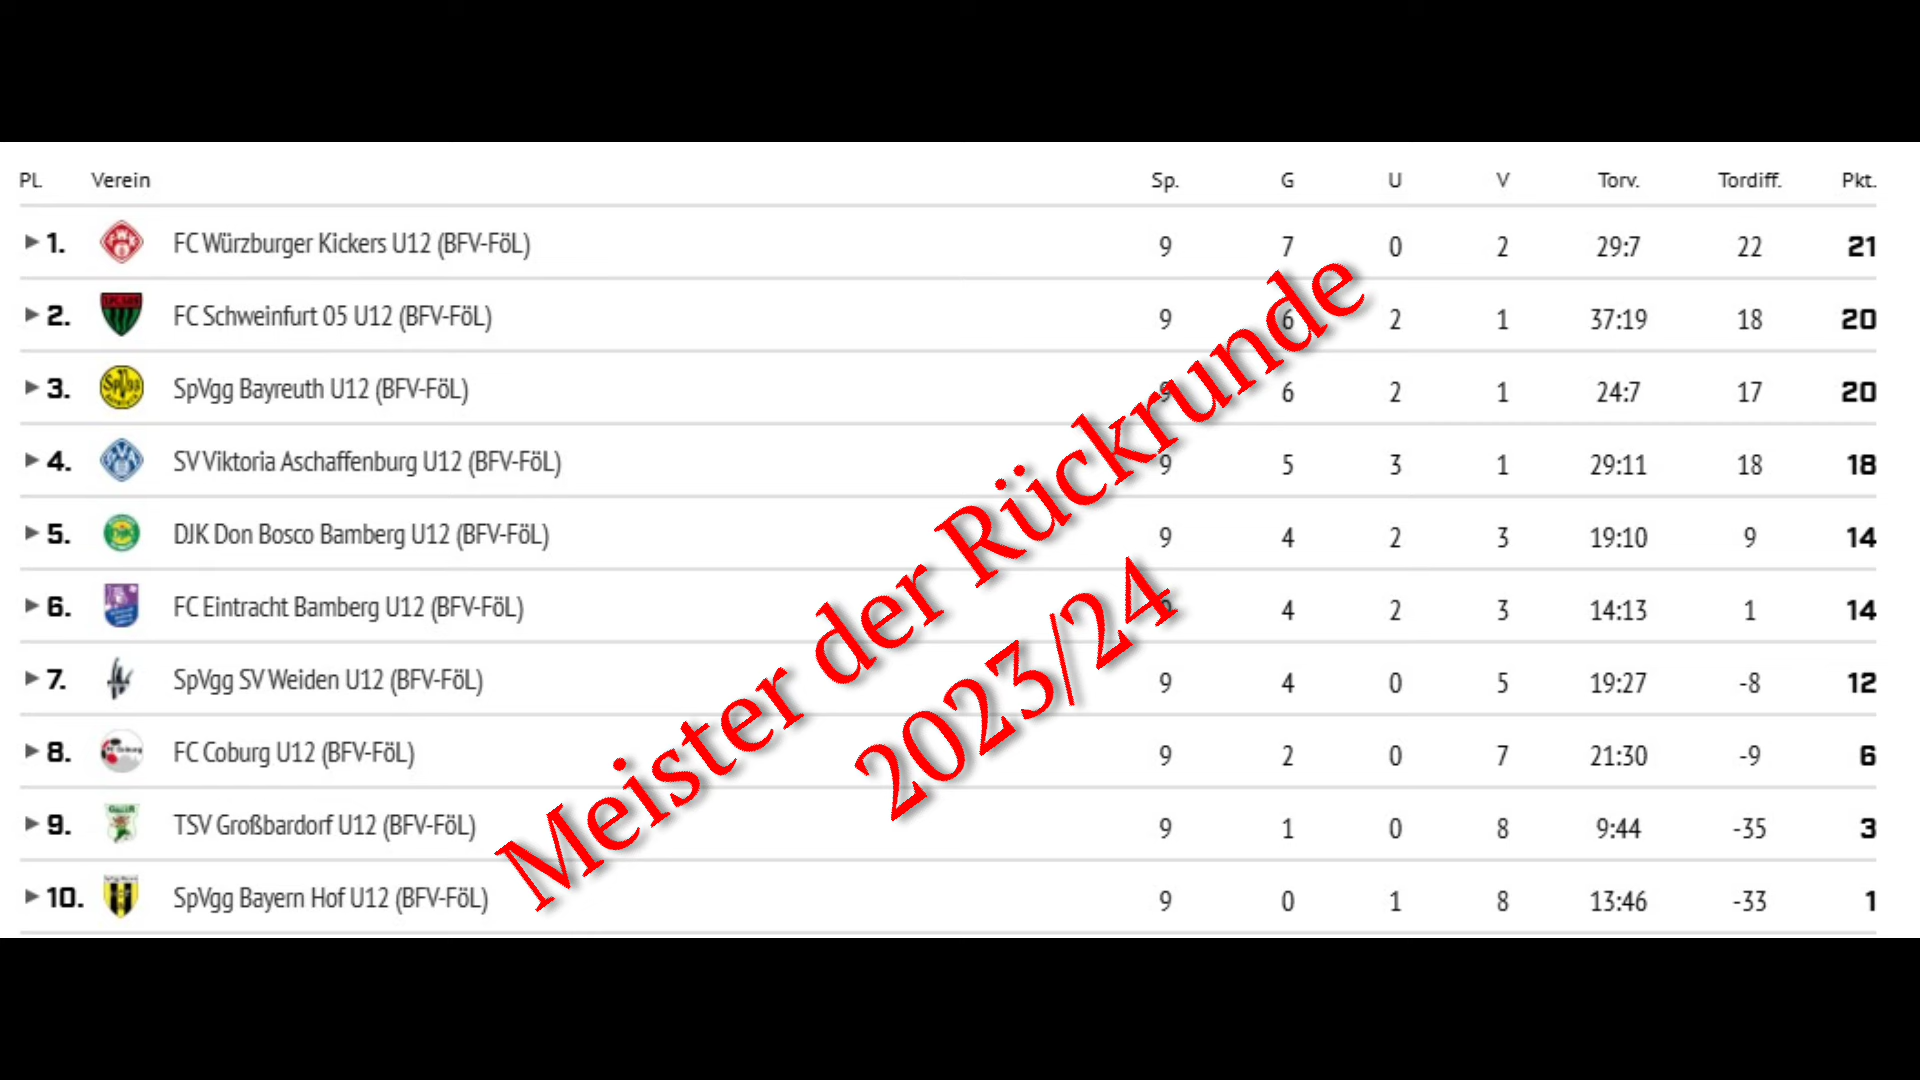 PL. Verein Sp. G U V Torv. Tordiff. Pkt.
1. FC Würzburger Kickers U12 (BFV-FöL) 9 7 0 2 29:7 22 21
2. FC Schweinfurt 05 U12 (BFV-FöL) 9 6 2 1 37:19 18 20
3. SpVgg Bayreuth U12 (BFV-FöL) 9 6 2 1 24:7 17 20
4. SV Viktoria Aschaffenburg U12 (BFV-FöL) 9 5 3 1 29:11 18 18
5. DJK Don Bosco Bamberg U12 (BFV-FöL) 9 4 2 3 19:10 9 14
6. FC Eintracht Bamberg U12 (BFV-FöL) 9 4 2 3 14:13 1 14
7. SpVgg SV Weiden U12 (BFV-FöL) 9 4 0 5 19:27 -8 12
8. FC Coburg U12 (BFV-FöL) 9 2 0 7 21:30 -9 6
9. TSV Großbardorf U12 (BFV-FöL) 9 1 0 8 9:44 -35 3
10. SpVgg Bayern Hof U12 (BFV-FöL) 9 0 1 8 13:46 -33 1
Meister der Rückrunde
2023/24